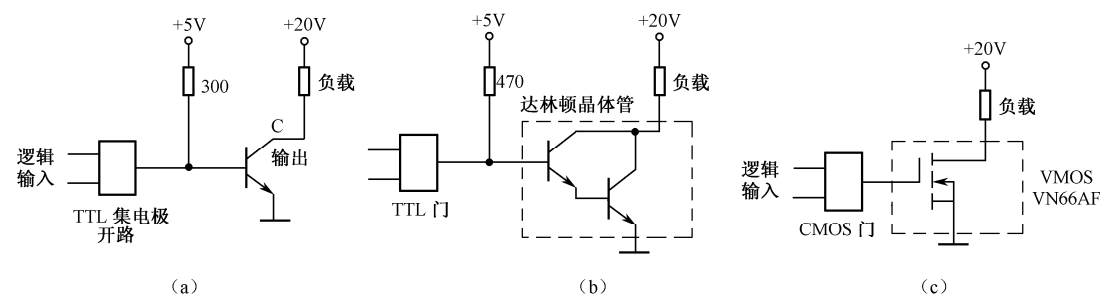 +5V
+20V
300
负载
C
输出
逻辑
输入
TTL 集电极
开路
(a)
+5V
+20V
470
负载
达林顿晶体管
TTL 门
(b)
+20V
负载
逻辑
输入
CMOS 门
VMOS
VN66AF
(c)